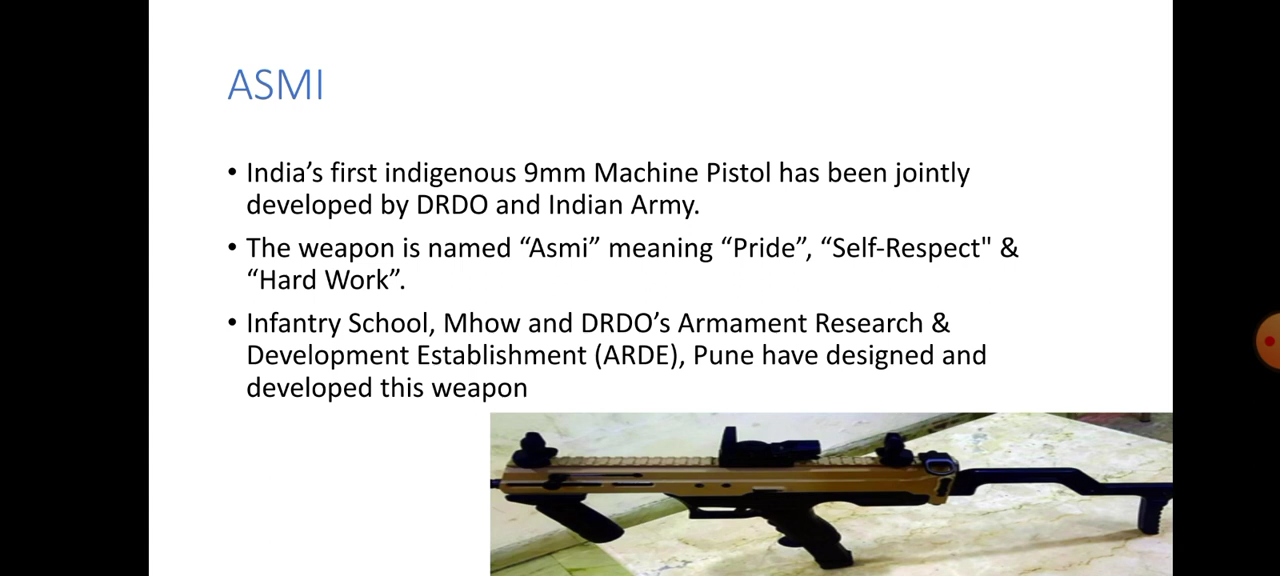 ASMI
• India’s first indigenous 9mm Machine Pistol has been jointly
developed by DRDO and Indian Army.
• The weapon is named “Asmi” meaning “Pride”, “Self-Respect" &
“Hard Work”.
• Infantry School, Mhow and DRDO’s Armament Research &
Development Establishment (ARDE), Pune have designed and
developed this weapon